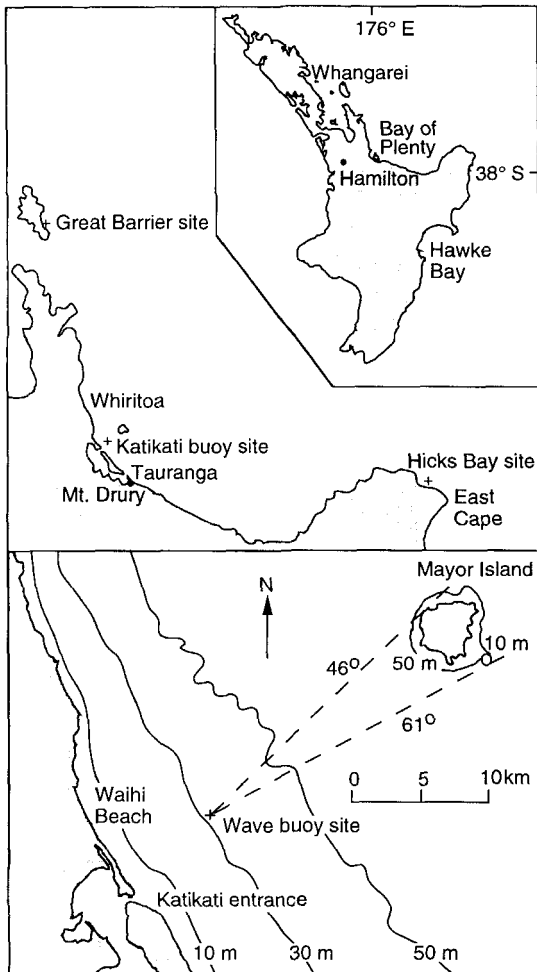 176° E
Whangarei
Bay of
Plenty
38° S
Hamilton
Great Barrier site
Hawke
Bay
Whiritoa
Katikati buoy site
Tauranga
Mt. Drury
Hicks Bay site
East
Cape
Mayor Island
N
10 m
50 m
46°
61°
0 5 10km
Waihi
Beach
Wave buoy site
Katikati entrance
10 m 30 m 50 m